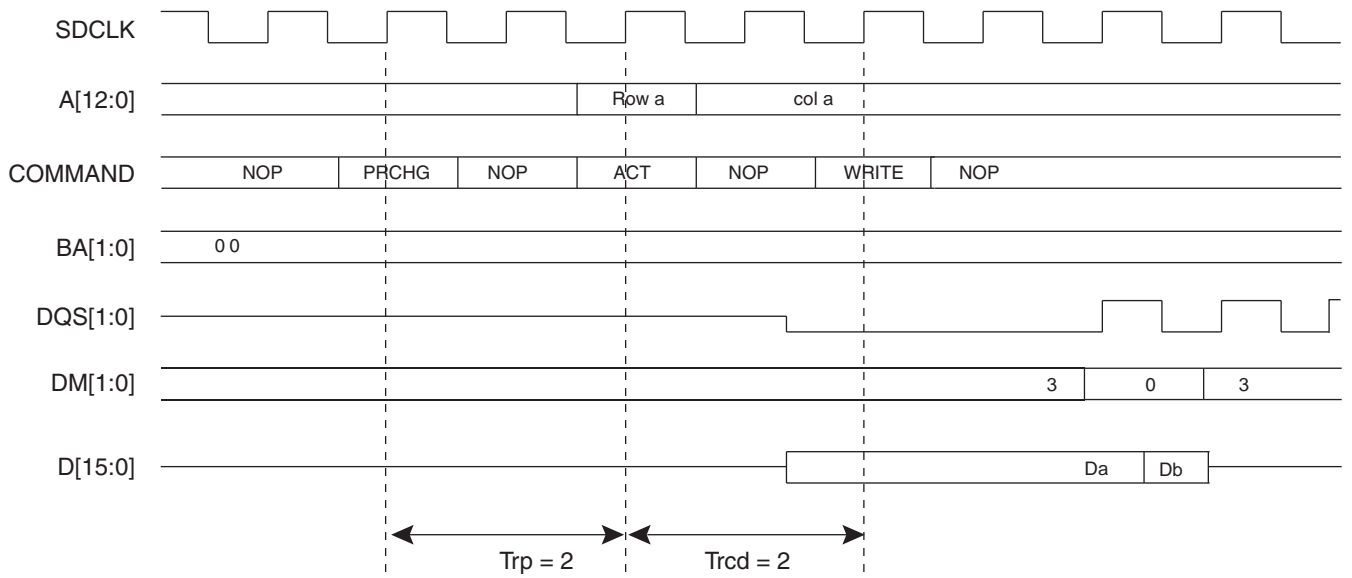 SDCLK
A[12:0] Row a col a
COMMAND NOP PRCHG NOP ACT NOP WRITE NOP
BA[1:0] 0 0
DQS[1:0]
DM[1:0] 3 0 3
D[15:0] Da Db
Trp = 2 Trcd = 2